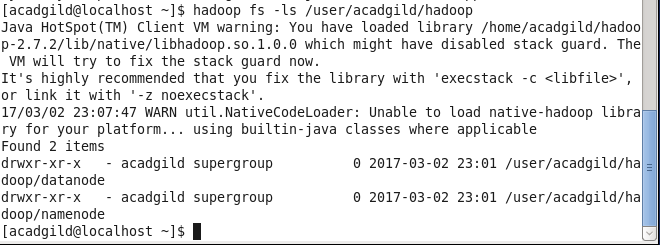 [acadgild@localhost ~]$ hadoop fs -ls /user/acadgild/hadoop
Java HotSpot(TM) Client VM warning: You have loaded library /home/acadgild/hadoo
p-2.7.2/lib/native/libhadoop.so.1.0.0 which might have disabled stack guard. The
 VM will try to fix the stack guard now.
It's highly recommended that you fix the library with 'execstack -c <libfile>',
or link it with '-z noexecstack'.
17/03/02 23:07:47 WARN util.NativeCodeLoader: Unable to load native-hadoop libra
ry for your platform... using builtin-java classes where applicable
Found 2 items
drwxr-xr-x   - acadgild supergroup          0 2017-03-02 23:01 /user/acadgild/ha
doop/datanode
drwxr-xr-x   - acadgild supergroup          0 2017-03-02 23:01 /user/acadgild/ha
doop/namenode
[acadgild@localhost ~]$